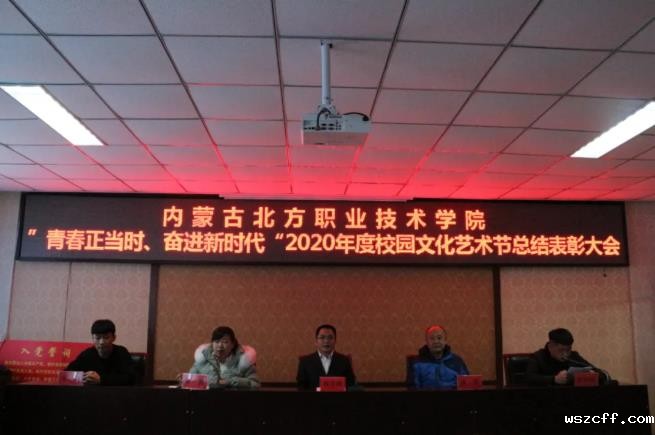 内蒙古北方职业技术学院
”青春正当时、奋进新时代“2020年度校园文化艺术节总结表彰大会
入党誓词
wszcff.com